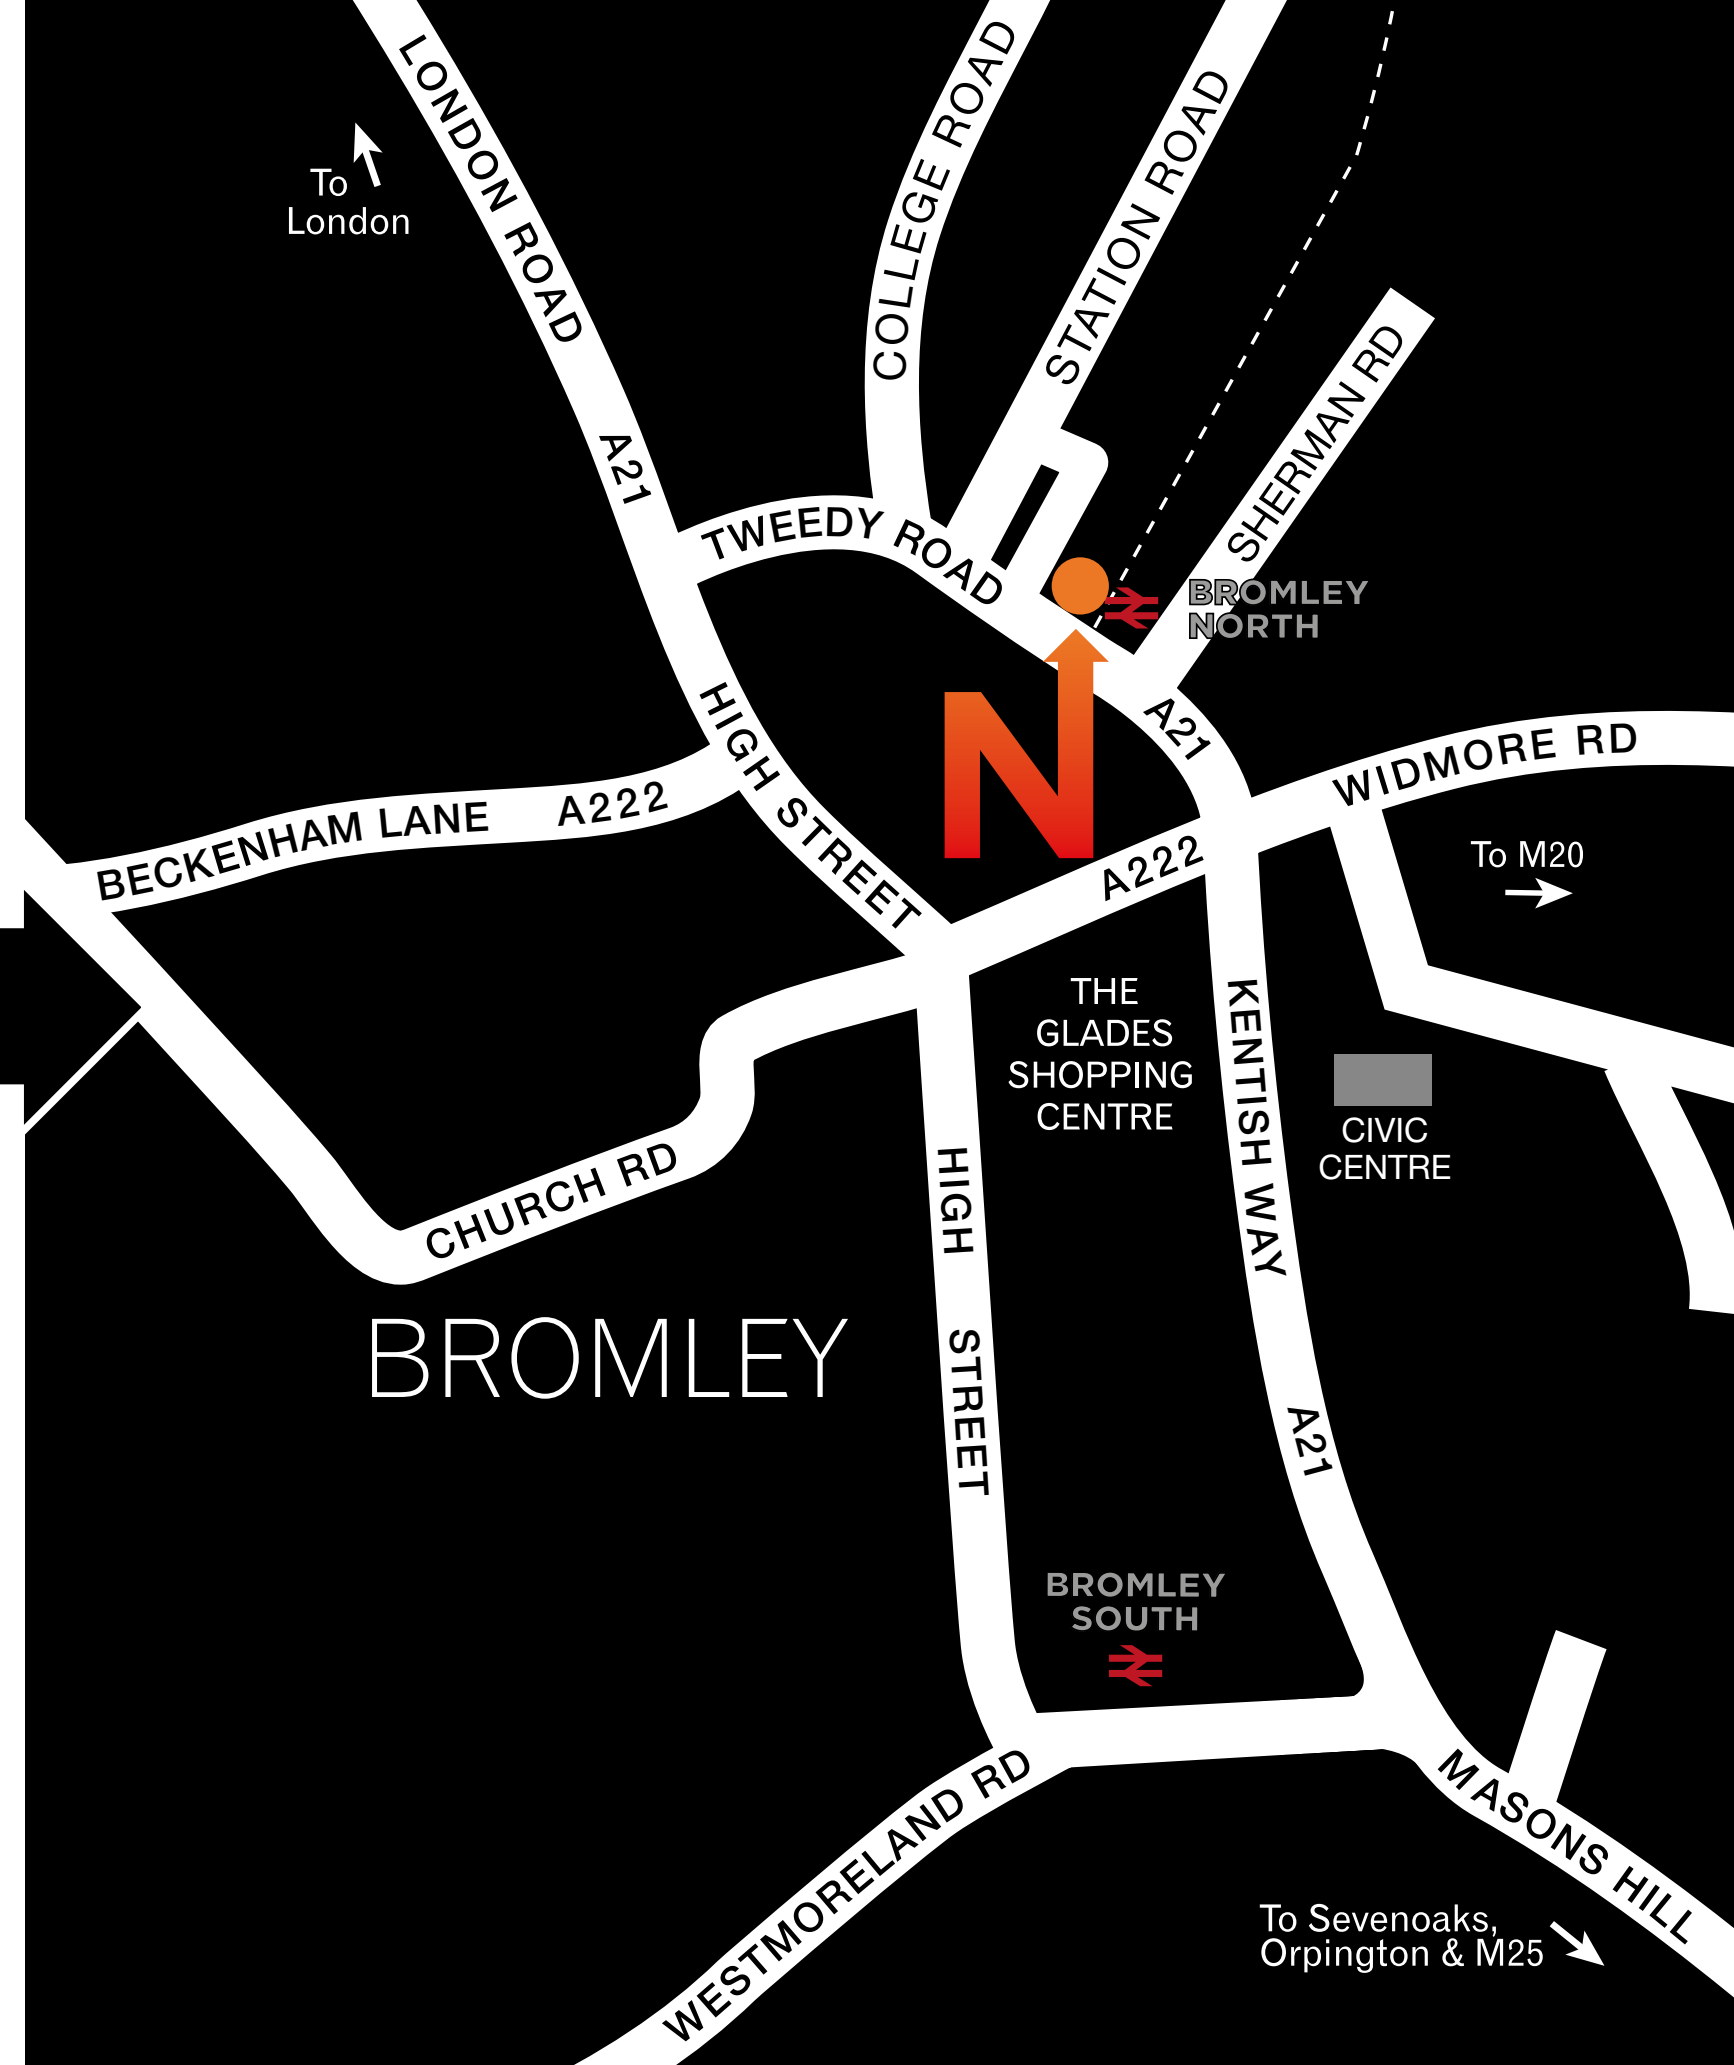 LONDON ROAD
COLLEGE ROAD
STATION ROAD
To
London
SHERMAN RD
A21
TWEEDY ROAD
BROMLEY
NORTH
N
A21
HIGH STREET
WIDMORE RD
BECKENHAM LANE
A222
A222
To M20
THE
GLADES
SHOPPING
CENTRE
KENTISH WAY
CIVIC
CENTRE
CHURCH RD
HIGH STREET
BROMLEY
A21
BROMLEY
SOUTH
WESTMORELAND RD
MASONS HILL
To Sevenoaks,
Orpington & M25